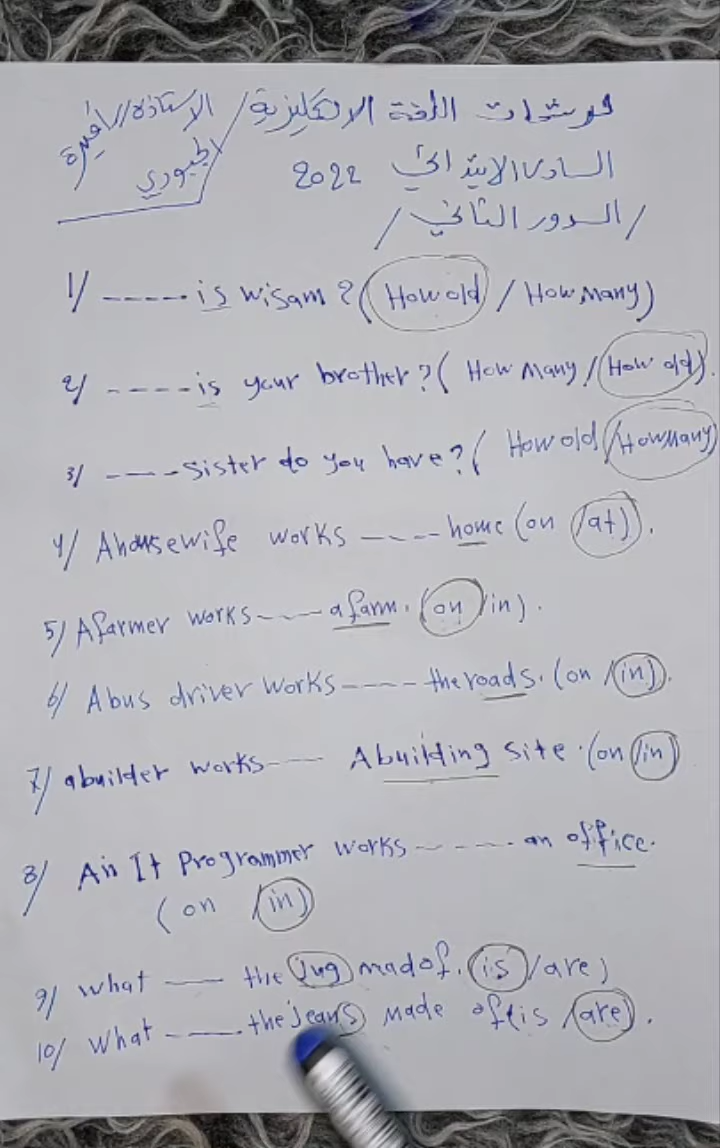 مرشحات اللغة الانكليزية / الاستاذة / اميرة الجبوري
السادس الابتدائي 2022
/ الدور الثاني /
1/ ----- is wisam ? ( How old / How Many )
2/ ----- is your brother ? ( How Many / How old ).
3/ ---- sister do you have ? ( How old / How Many
4/ A housewife works ---- home ( on / at ).
5/ A farmer works ---- a farm. ( on / in ).
6/ A bus driver works ---- the roads. ( on / in ).
7/ a builder works ---- A building site . ( on / in )
8/ An It Programmer works ------ an office.
( on / in )
9/ what —— the Jug mad of. is / are )
10/ What —— the jeans made of ( is / are ).